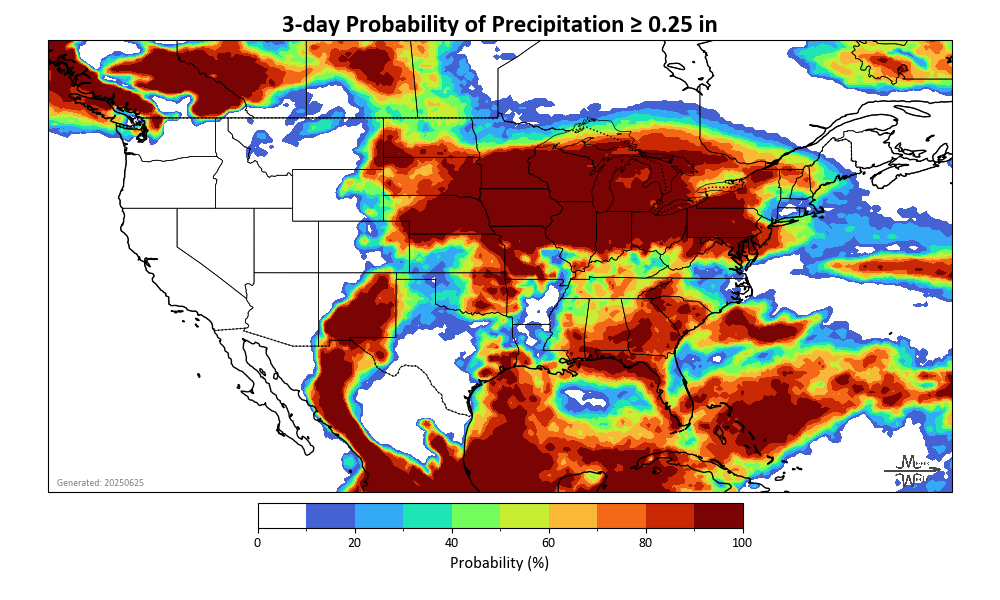 3-day Probability of Precipitation ≥ 0.25 in
Generated: 20250625
0 20 40 60 80 100
Probability (%)